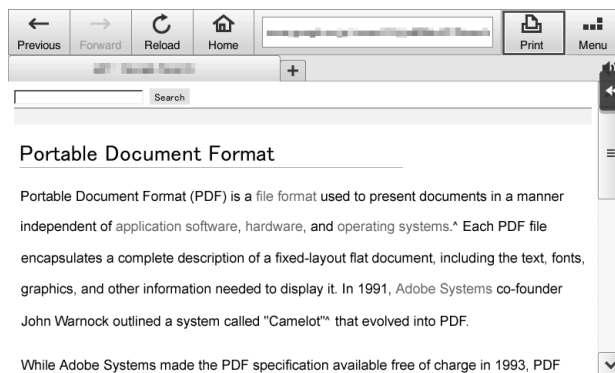 Previous Forward Reload Home Print Menu
+
Search
Portable Document Format
Portable Document Format (PDF) is a file format used to present documents in a manner
independent of application software, hardware, and operating systems.^ Each PDF file
encapsulates a complete description of a fixed-layout flat document, including the text, fonts,
graphics, and other information needed to display it. In 1991, Adobe Systems co-founder
John Warnock outlined a system called "Camelot"^ that evolved into PDF.
While Adobe Systems made the PDF specification available free of charge in 1993, PDF